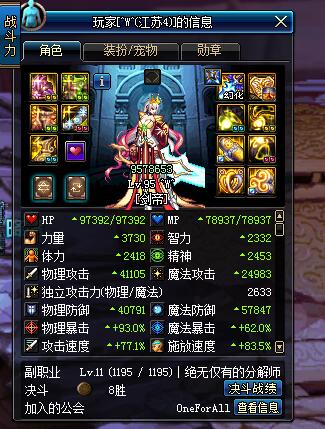 战斗力
玩家[^W^(江苏4)]的信息
角色 装扮/宠物 勋章
幻化
9578653
Lv.95 ^W^
[剑帝]
HP 97392/97392 MP 78937/78937
力量 3730 智力 2332
体力 2418 精神 2453
物理攻击 41105 魔法攻击 24983
独立攻击力(物理/魔法) 2633
物理防御 40791 魔法防御 57847
物理暴击 +93.0% 魔法暴击 +62.0%
攻击速度 +77.1% 施放速度 +83.5%
副职业 Lv.11 (1195 / 1195) | 绝无仅有的分解师
决斗 8胜 决斗战绩
加入的公会 OneForAll 查看信息